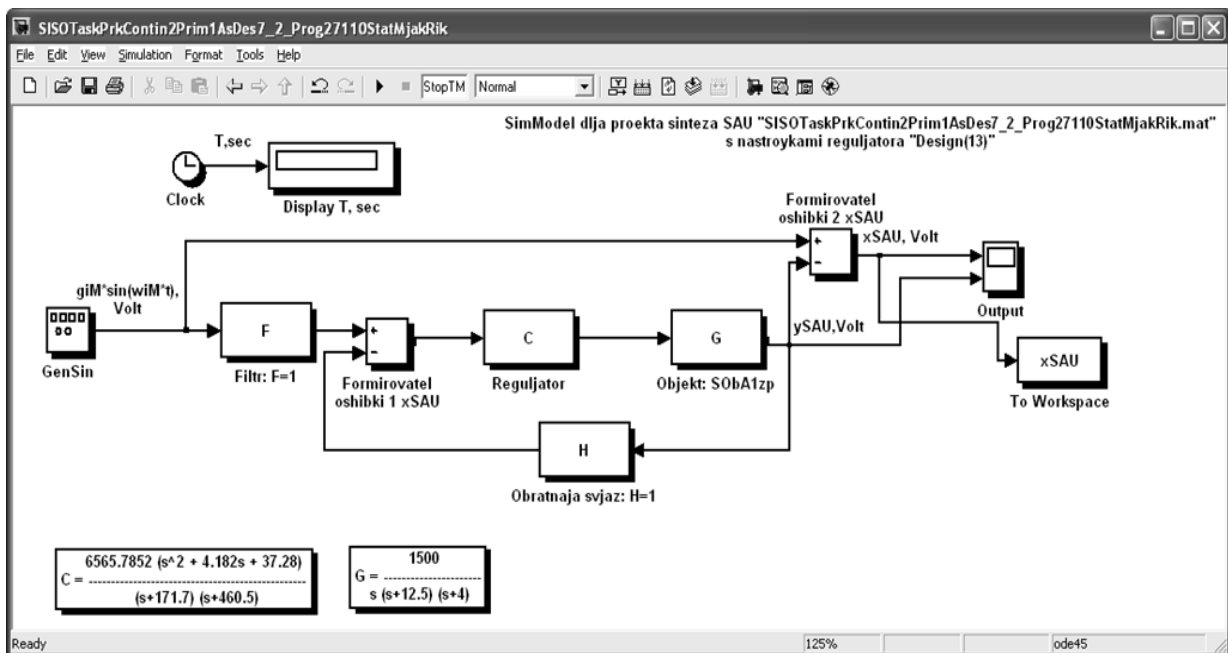 SISOTaskPrkContin2Prim1AsDes7_2_Prog27110StatMjakRik
File Edit View Simulation Format Tools Help
StopTM Normal
SimModel dlja proekta sinteza SAU "SISOTaskPrkContin2Prim1AsDes7_2_Prog27110StatMjakRik.mat"
s nastroykami reguljatora "Design(13)"
T,sec
Clock
Display T, sec
Formirovatel
oshibki 2 xSAU
xSAU, Volt
+
-
Output
giM*sin(wiM*t),
Volt
GenSin
F
Filtr: F=1
+
-
Formirovatel
oshibki 1 xSAU
C
Reguljator
G
Objekt: SObA1zp
ySAU,Volt
xSAU
To Workspace
H
Obratnaja svjaz: H=1
6565.7852 (s^2 + 4.182s + 37.28)
C = ------------------------------------
(s+171.7) (s+460.5)
1500
G = ----------------------
s (s+12.5) (s+4)
Ready 125% ode45